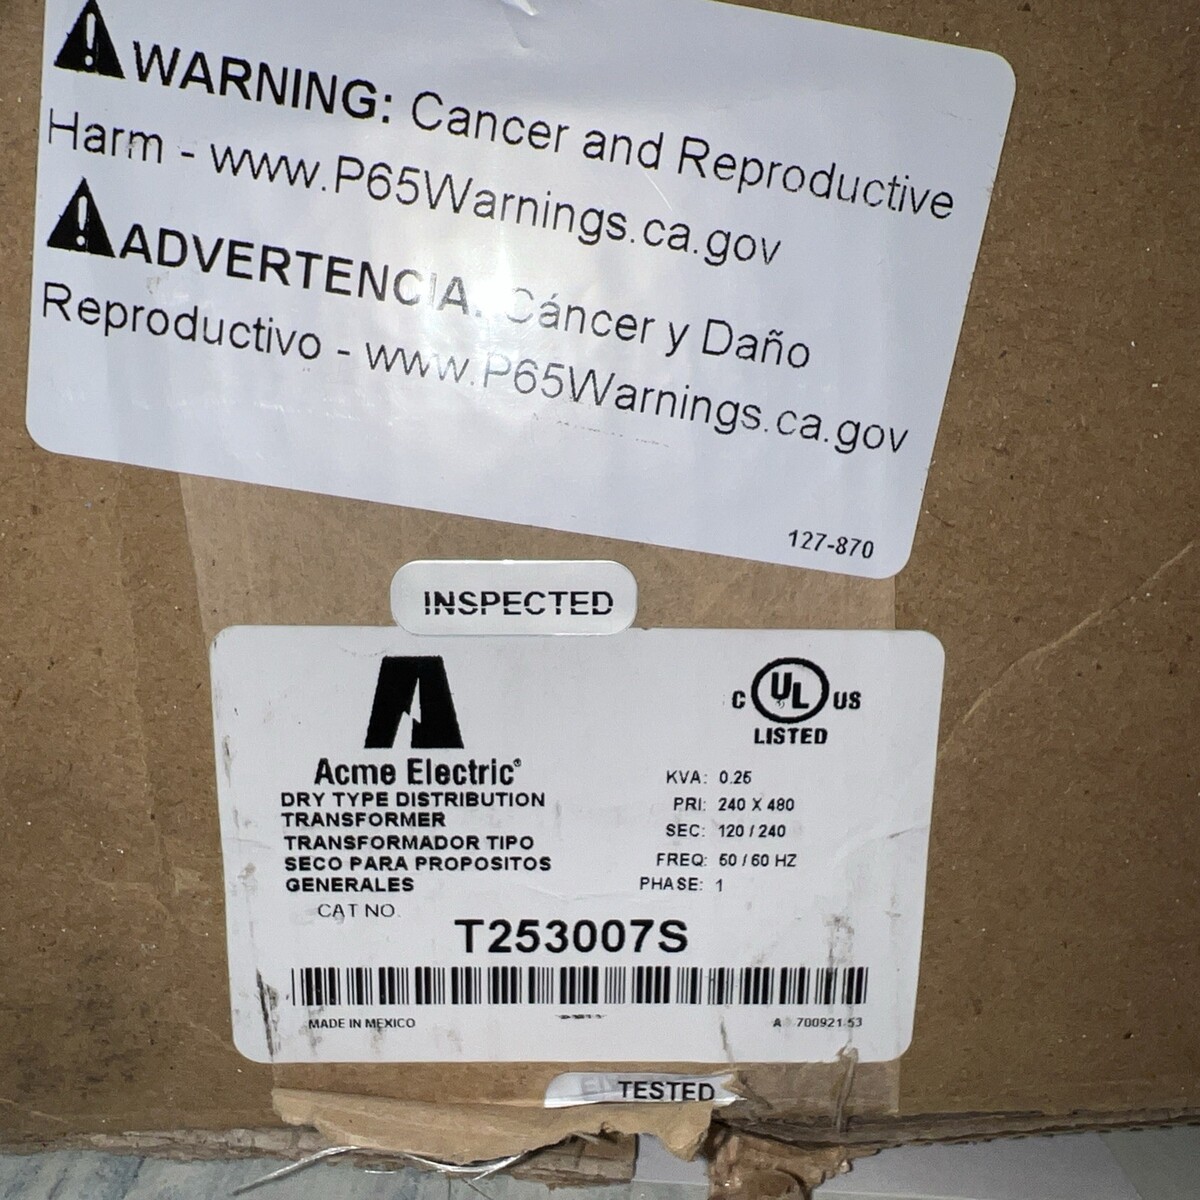 WARNING: Cancer and Reproductive
Harm - www.P65Warnings.ca.gov
ADVERTENCIA: Cáncer y Daño
Reproductivo - www.P65Warnings.ca.gov
127-870
INSPECTED
Acme Electric®
DRY TYPE DISTRIBUTION
TRANSFORMER
TRANSFORMADOR TIPO
SECO PARA PROPOSITOS
GENERALES
C UL US
LISTED
KVA: 0.25
PRI: 240 X 480
SEC: 120 / 240
FREQ: 50 / 60 HZ
PHASE: 1
CAT NO.
T253007S
MADE IN MEXICO
A 700921-53
TESTED